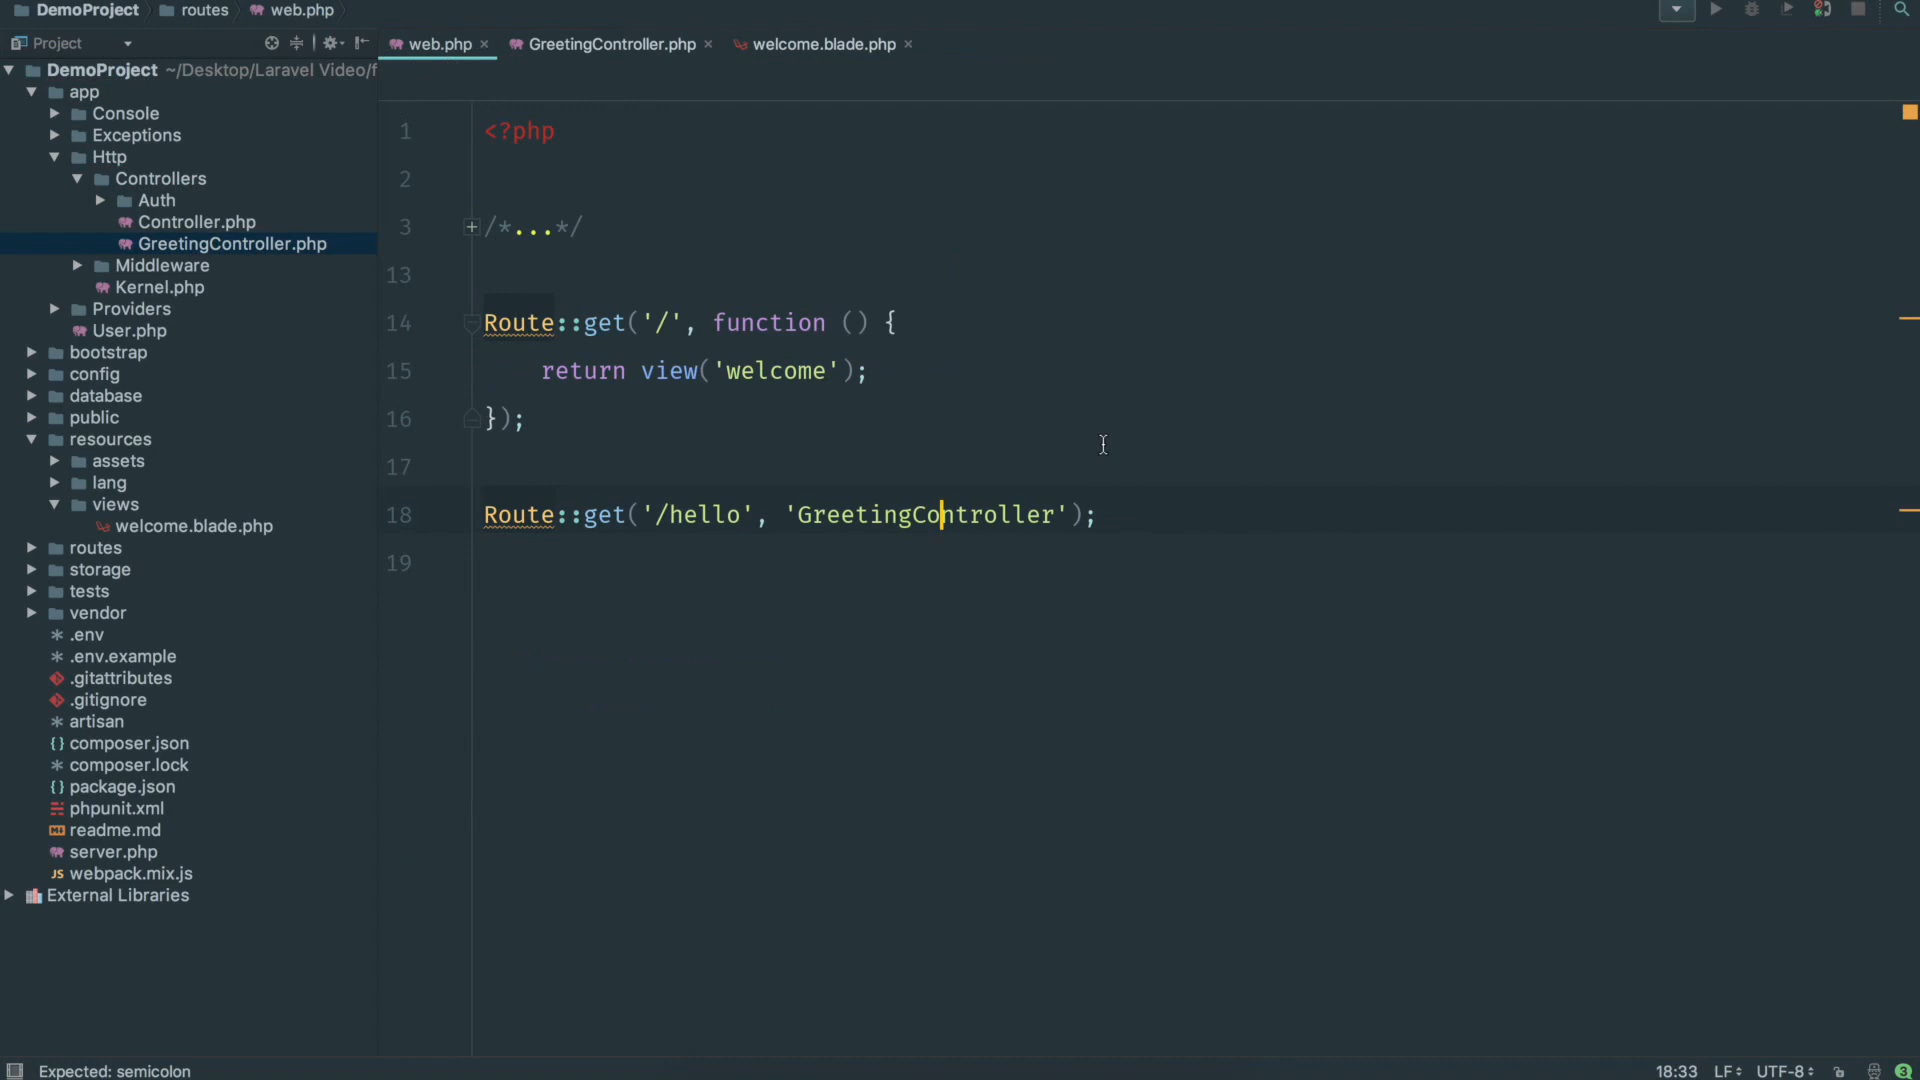 DemoProject routes web.php
Project
web.php GreetingController.php welcome.blade.php
DemoProject ~/Desktop/Laravel Video/f
app
Console
Exceptions
Http
Controllers
Auth
Controller.php
GreetingController.php
Middleware
Kernel.php
Providers
User.php
bootstrap
config
database
public
resources
assets
lang
views
welcome.blade.php
routes
storage
tests
vendor
.env
.env.example
.gitattributes
.gitignore
artisan
composer.json
composer.lock
package.json
phpunit.xml
readme.md
server.php
webpack.mix.js
External Libraries
1 <?php
2
3 /*...*/
13
14 Route::get('/', function () {
15 return view('welcome');
16 });
17
18 Route::get('/hello', 'GreetingController');
19
Expected: semicolon 18:33 LF UTF-8 3